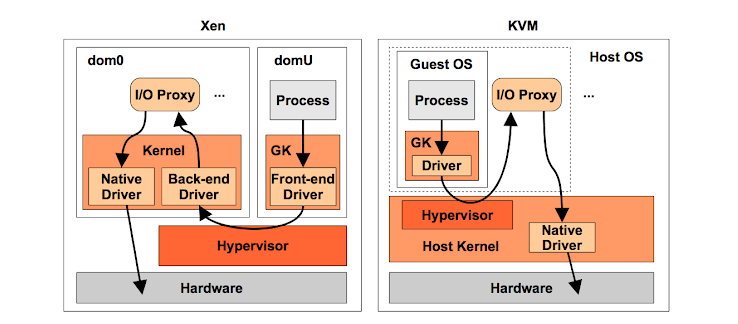 Xen
dom0
domU
I/O Proxy
...
Process
Kernel
GK
Native
Driver
Back-end
Driver
Front-end
Driver
Hypervisor
Hardware
KVM
Guest OS
Host OS
Process
I/O Proxy
...
GK
Driver
Hypervisor
Host Kernel
Native
Driver
Hardware